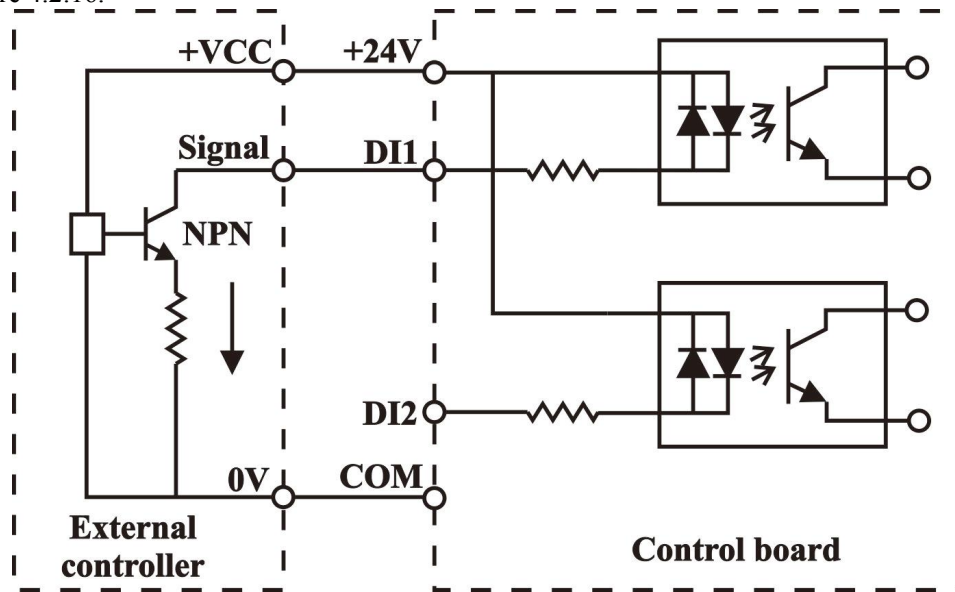 +VCC
+24V
Signal
DI1
NPN
DI2
0V
COM
External
controller
Control board